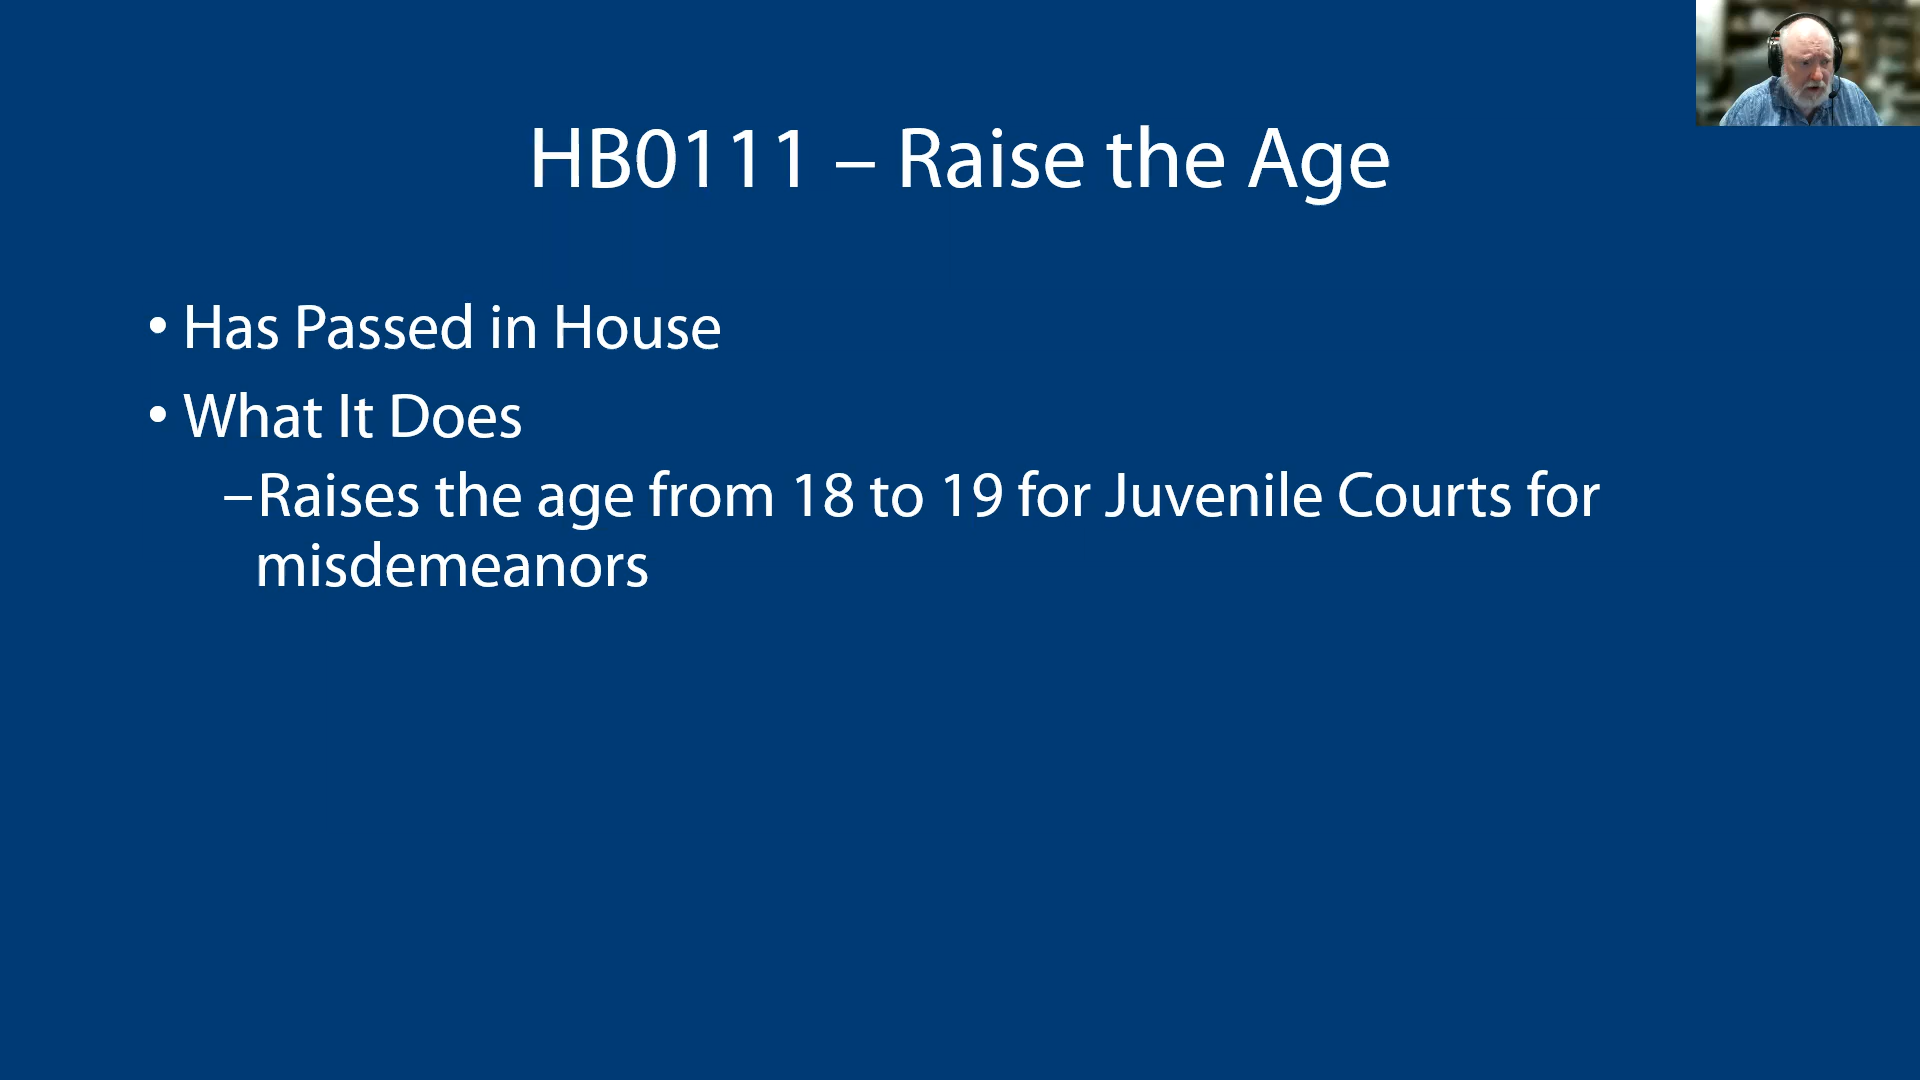 HB0111 – Raise the Age
• Has Passed in House
• What It Does
–Raises the age from 18 to 19 for Juvenile Courts for
misdemeanors